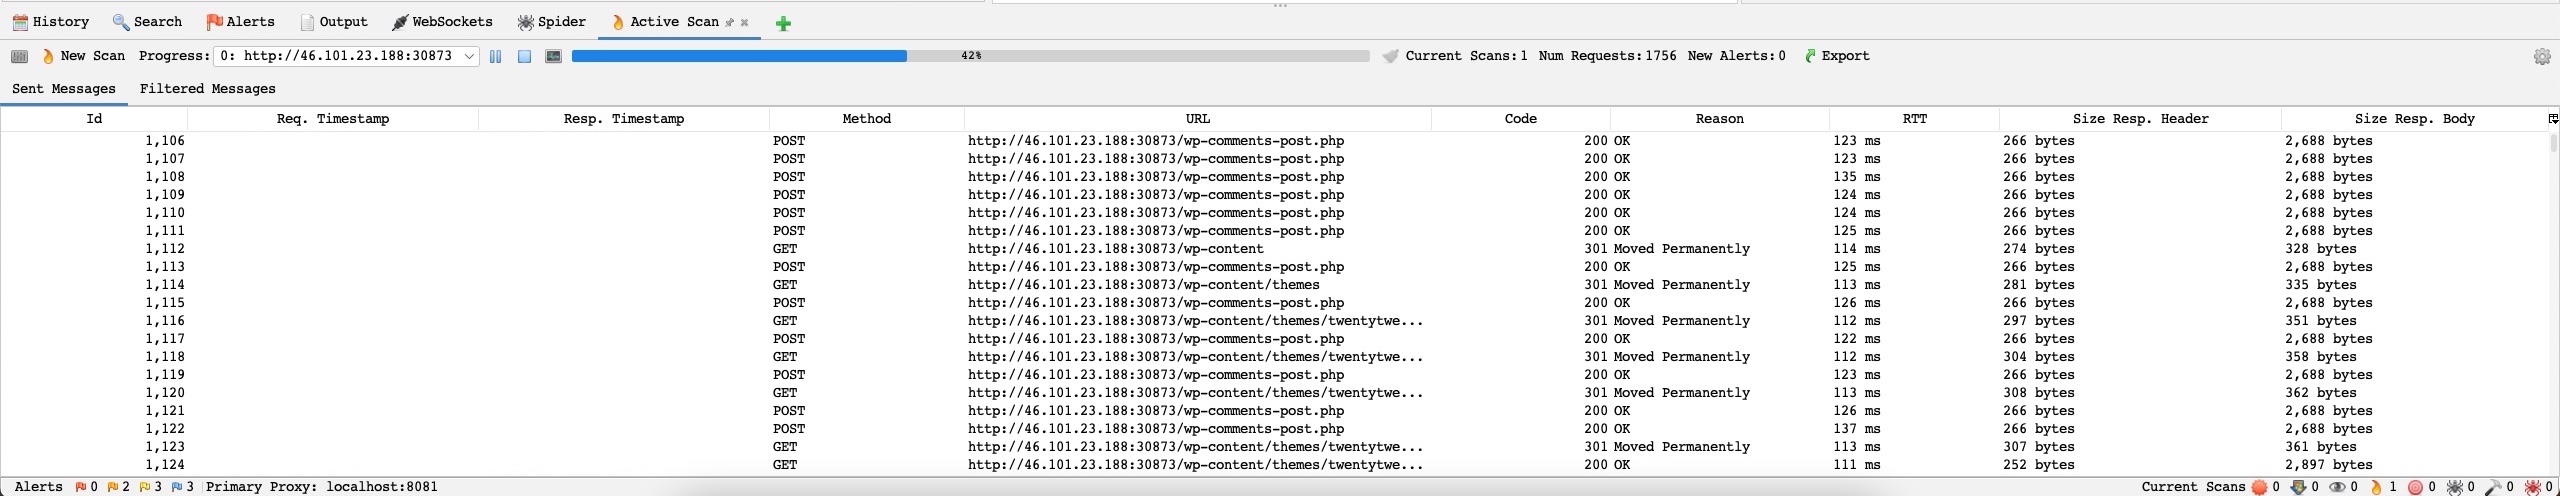 History Search Alerts Output WebSockets Spider Active Scan
New Scan Progress: 0: http://46.101.23.188:30873 42% Current Scans:1 Num Requests:1756 New Alerts:0 Export
Sent Messages Filtered Messages
Id Req. Timestamp Resp. Timestamp Method URL Code Reason RTT Size Resp. Header Size Resp. Body
1,106 POST http://46.101.23.188:30873/wp-comments-post.php 200 OK 123 ms 266 bytes 2,688 bytes
1,107 POST http://46.101.23.188:30873/wp-comments-post.php 200 OK 123 ms 266 bytes 2,688 bytes
1,108 POST http://46.101.23.188:30873/wp-comments-post.php 200 OK 135 ms 266 bytes 2,688 bytes
1,109 POST http://46.101.23.188:30873/wp-comments-post.php 200 OK 124 ms 266 bytes 2,688 bytes
1,110 POST http://46.101.23.188:30873/wp-comments-post.php 200 OK 124 ms 266 bytes 2,688 bytes
1,111 POST http://46.101.23.188:30873/wp-comments-post.php 200 OK 125 ms 266 bytes 2,688 bytes
1,112 GET http://46.101.23.188:30873/wp-content 301 Moved Permanently 114 ms 274 bytes 328 bytes
1,113 POST http://46.101.23.188:30873/wp-comments-post.php 200 OK 125 ms 266 bytes 2,688 bytes
1,114 GET http://46.101.23.188:30873/wp-content/themes 301 Moved Permanently 113 ms 281 bytes 335 bytes
1,115 POST http://46.101.23.188:30873/wp-comments-post.php 200 OK 126 ms 266 bytes 2,688 bytes
1,116 GET http://46.101.23.188:30873/wp-content/themes/twentytwe... 301 Moved Permanently 112 ms 297 bytes 351 bytes
1,117 POST http://46.101.23.188:30873/wp-comments-post.php 200 OK 122 ms 266 bytes 2,688 bytes
1,118 GET http://46.101.23.188:30873/wp-content/themes/twentytwe... 301 Moved Permanently 112 ms 304 bytes 358 bytes
1,119 POST http://46.101.23.188:30873/wp-comments-post.php 200 OK 123 ms 266 bytes 2,688 bytes
1,120 GET http://46.101.23.188:30873/wp-content/themes/twentytwe... 301 Moved Permanently 113 ms 308 bytes 362 bytes
1,121 POST http://46.101.23.188:30873/wp-comments-post.php 200 OK 126 ms 266 bytes 2,688 bytes
1,122 POST http://46.101.23.188:30873/wp-comments-post.php 200 OK 137 ms 266 bytes 2,688 bytes
1,123 GET http://46.101.23.188:30873/wp-content/themes/twentytwe... 301 Moved Permanently 113 ms 307 bytes 361 bytes
1,124 GET http://46.101.23.188:30873/wp-content/themes/twentytwe... 200 OK 111 ms 252 bytes 2,897 bytes
Alerts 0 2 3 3 Primary Proxy: localhost:8081 Current Scans 0 0 0 1 0 0 0 0